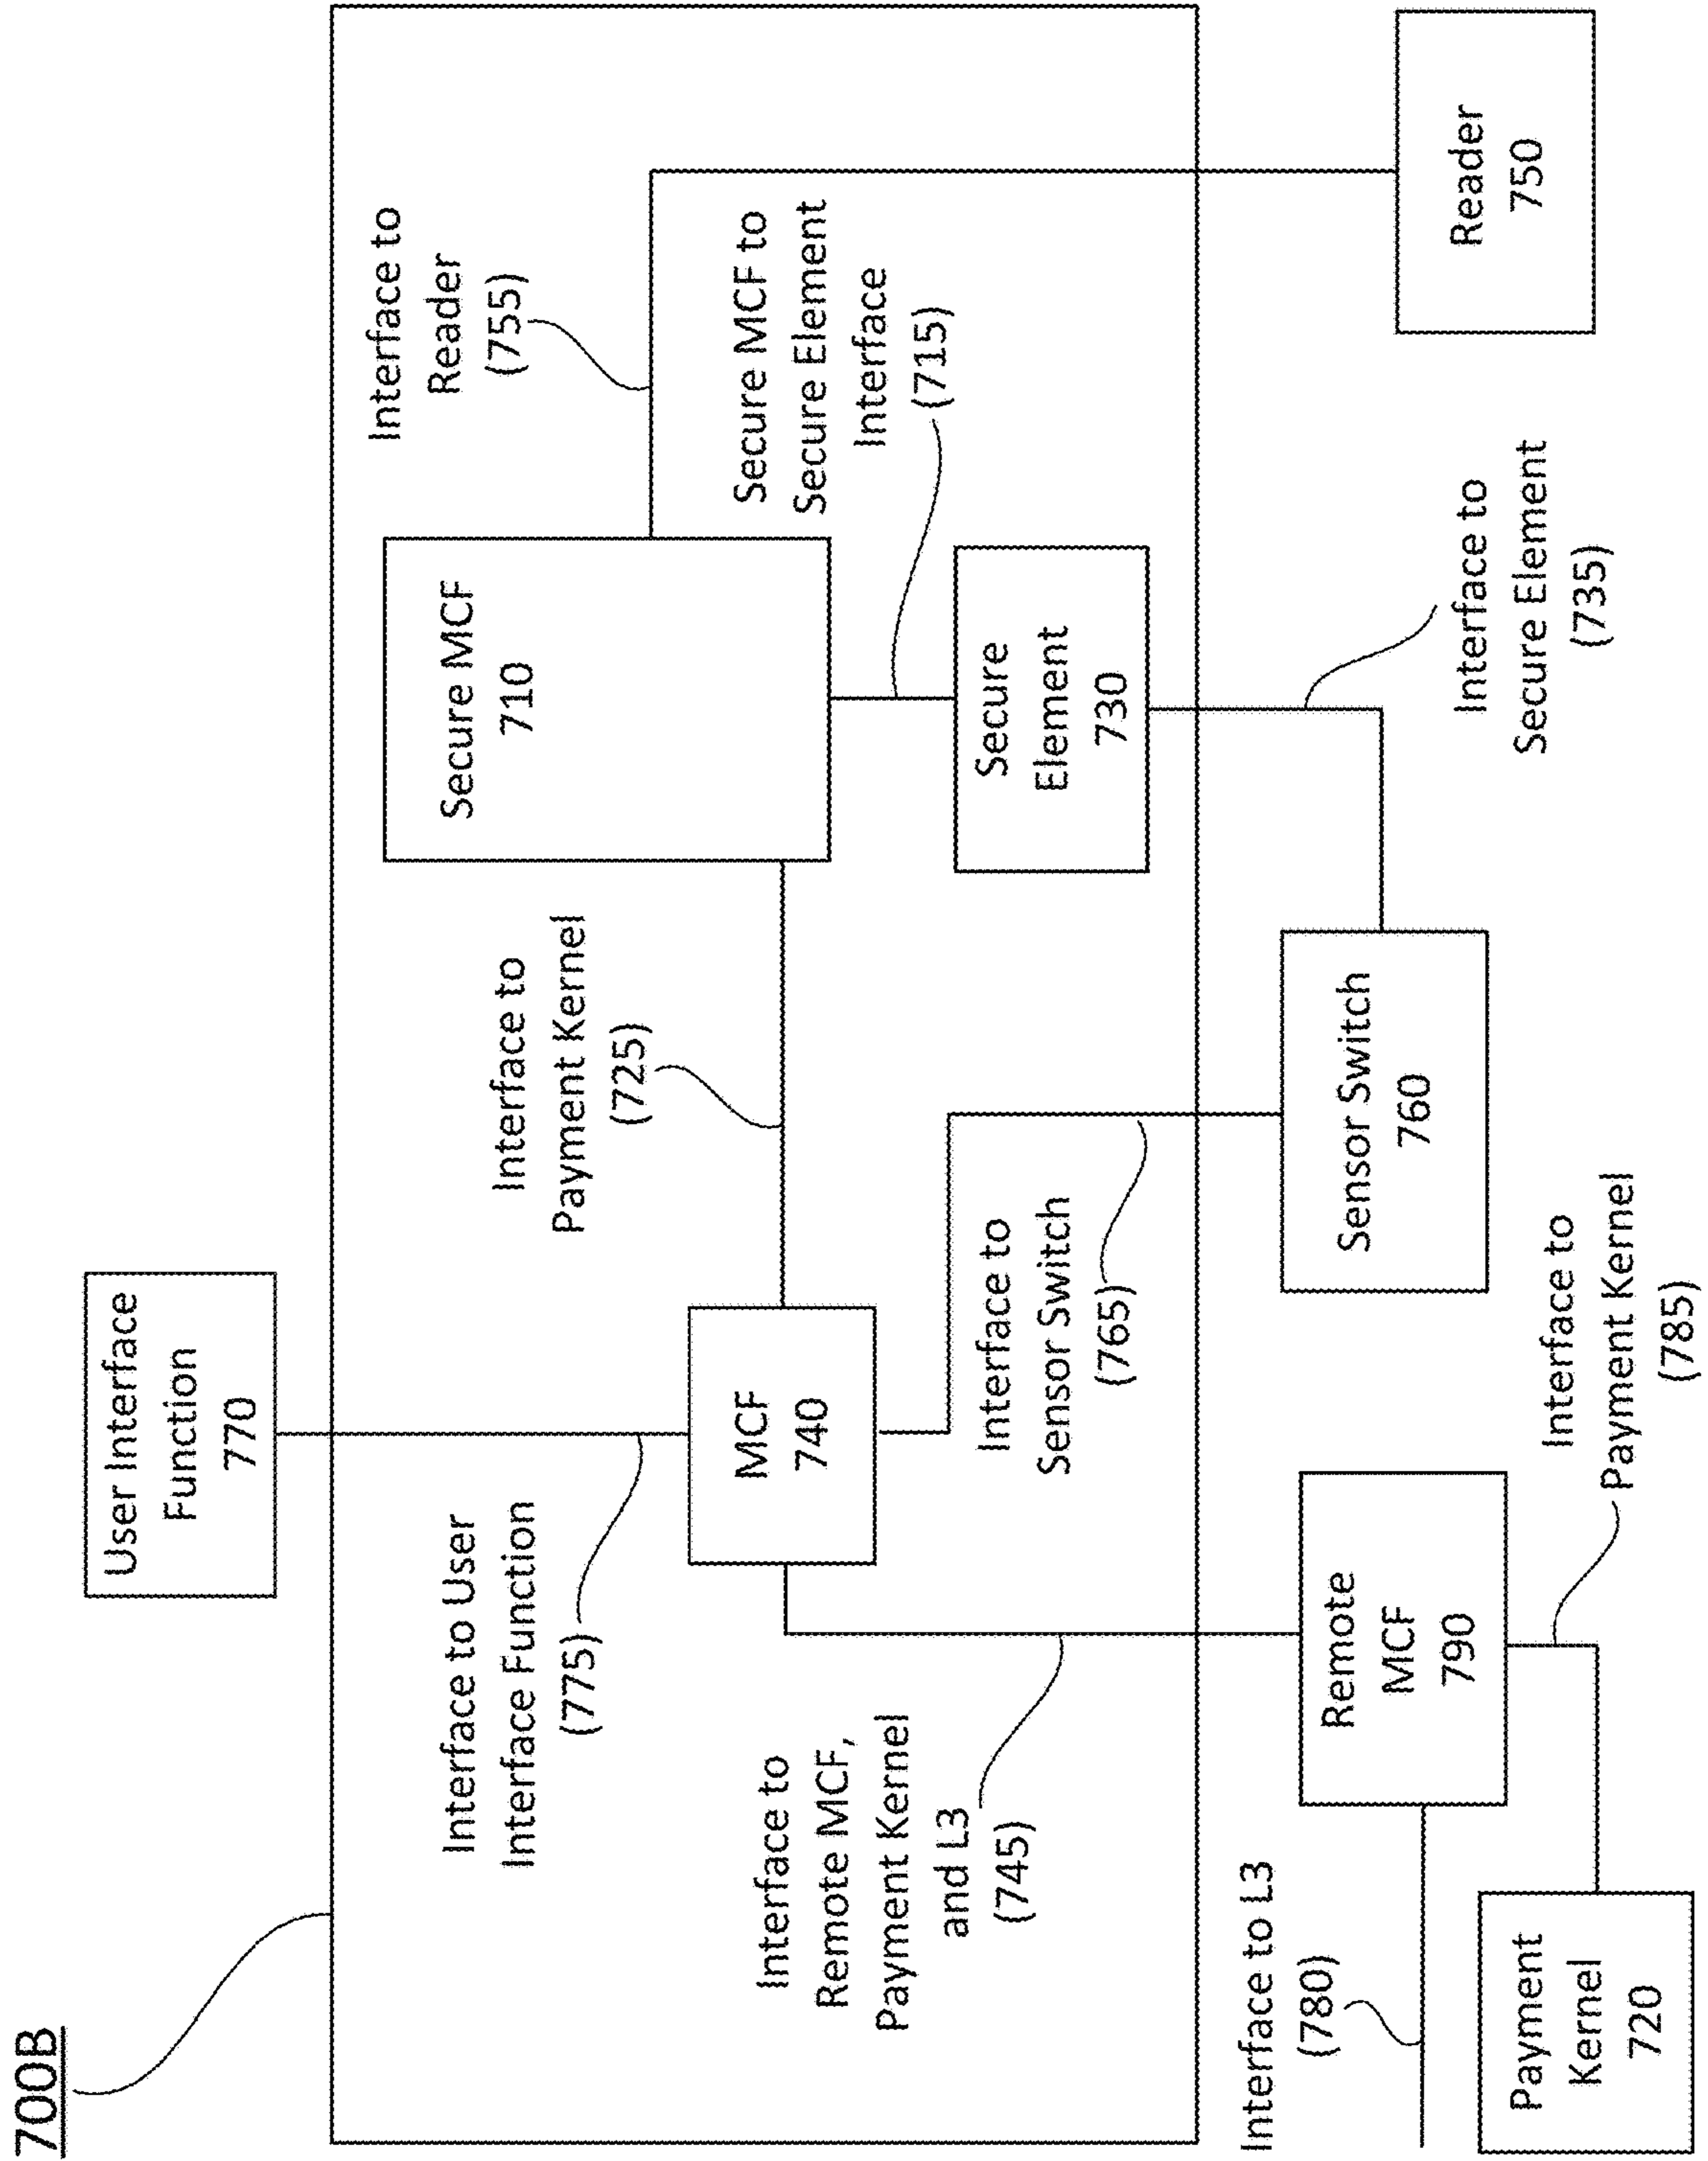 700B
User Interface
Function
770
Interface to User
Interface Function
(775)
Interface to
Payment Kernel
(725)
Interface to
Reader
(755)
Secure MCF
710
Secure MCF to
Secure Element
Interface
(715)
MCF
740
Interface to
Remote MCF,
Payment Kernel
and L3
(745)
Interface to
Sensor Switch
(765)
Secure
Element
730
Interface to L3
(780)
Remote
MCF
790
Sensor Switch
760
Interface to
Secure Element
(735)
Reader
750
Payment
Kernel
720
Interface to
Payment Kernel
(785)